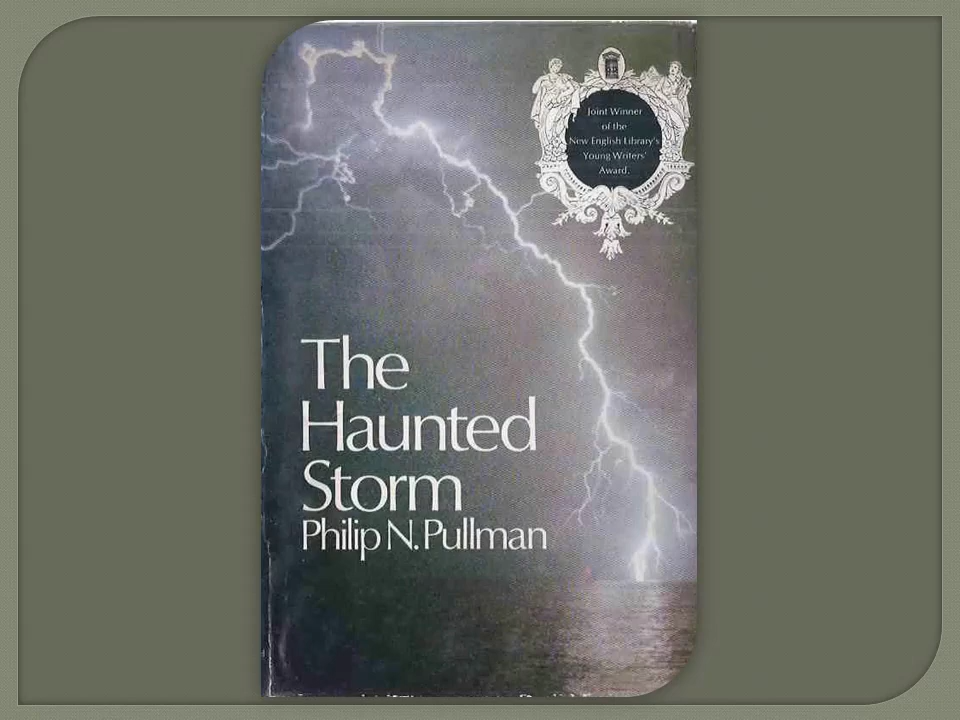 Joint Winner
of the
New English Library's
Young Writers'
Award.
The
Haunted
Storm
Philip N. Pullman